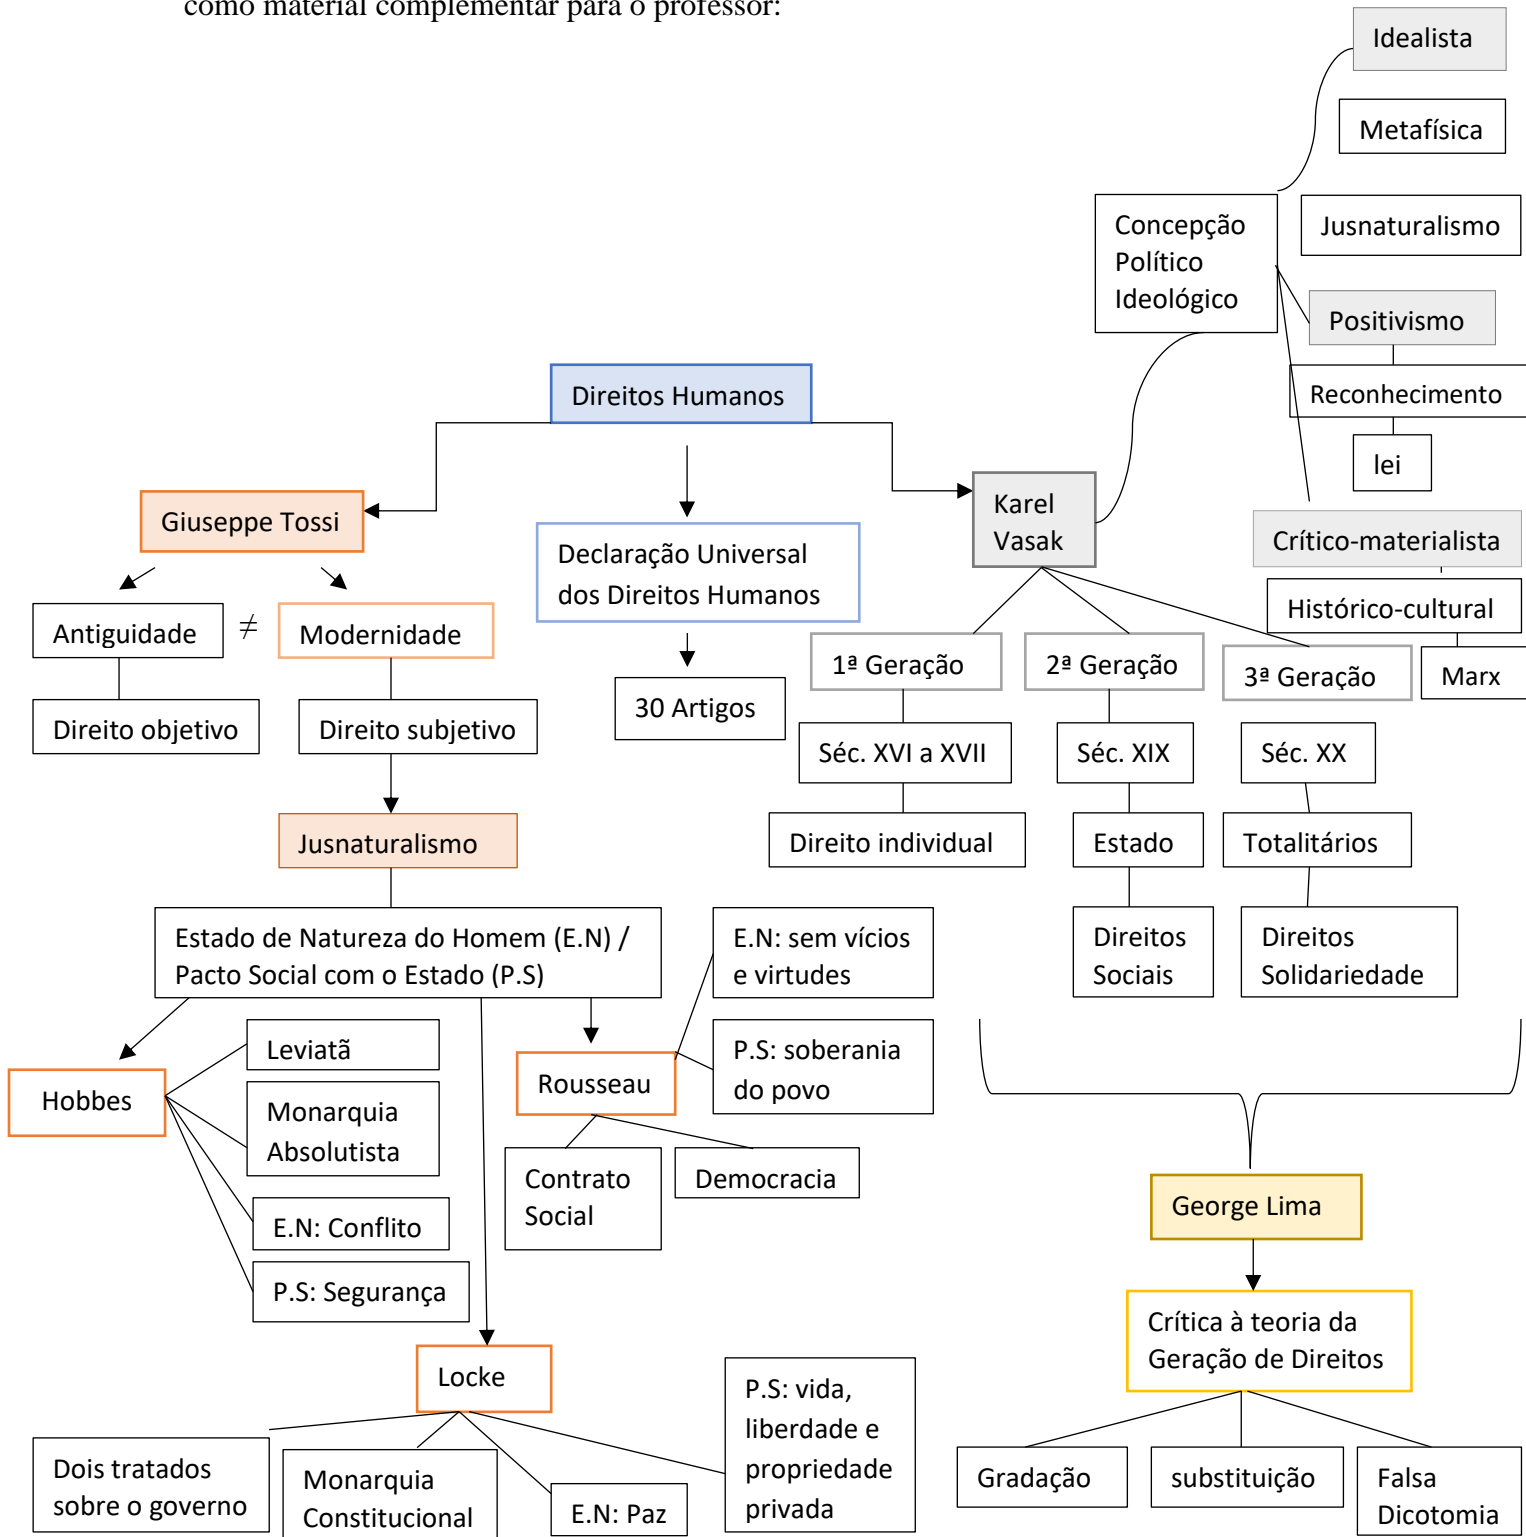 como material complementar para o professor:
Idealista
Metafísica
Jusnaturalismo
Concepção
Político
Ideológico
Positivismo
Reconhecimento
lei
Crítico-materialista
Histórico-cultural
Marx
Direitos Humanos
Giuseppe Tossi
Antiguidade
≠
Modernidade
Direito objetivo
Direito subjetivo
Jusnaturalismo
Declaração Universal
dos Direitos Humanos
30 Artigos
Karel
Vasak
1ª Geração
2ª Geração
3ª Geração
Séc. XVI a XVII
Séc. XIX
Séc. XX
Direito individual
Estado
Totalitários
Direitos
Sociais
Direitos
Solidariedade
Estado de Natureza do Homem (E.N) /
Pacto Social com o Estado (P.S)
Hobbes
Leviatã
Monarquia
Absolutista
E.N: Conflito
P.S: Segurança
Rousseau
E.N: sem vícios
e virtudes
P.S: soberania
do povo
Contrato
Social
Democracia
Locke
Dois tratados
sobre o governo
Monarquia
Constitucional
E.N: Paz
P.S: vida,
liberdade e
propriedade
privada
George Lima
Crítica à teoria da
Geração de Direitos
Gradação
substituição
Falsa
Dicotomia